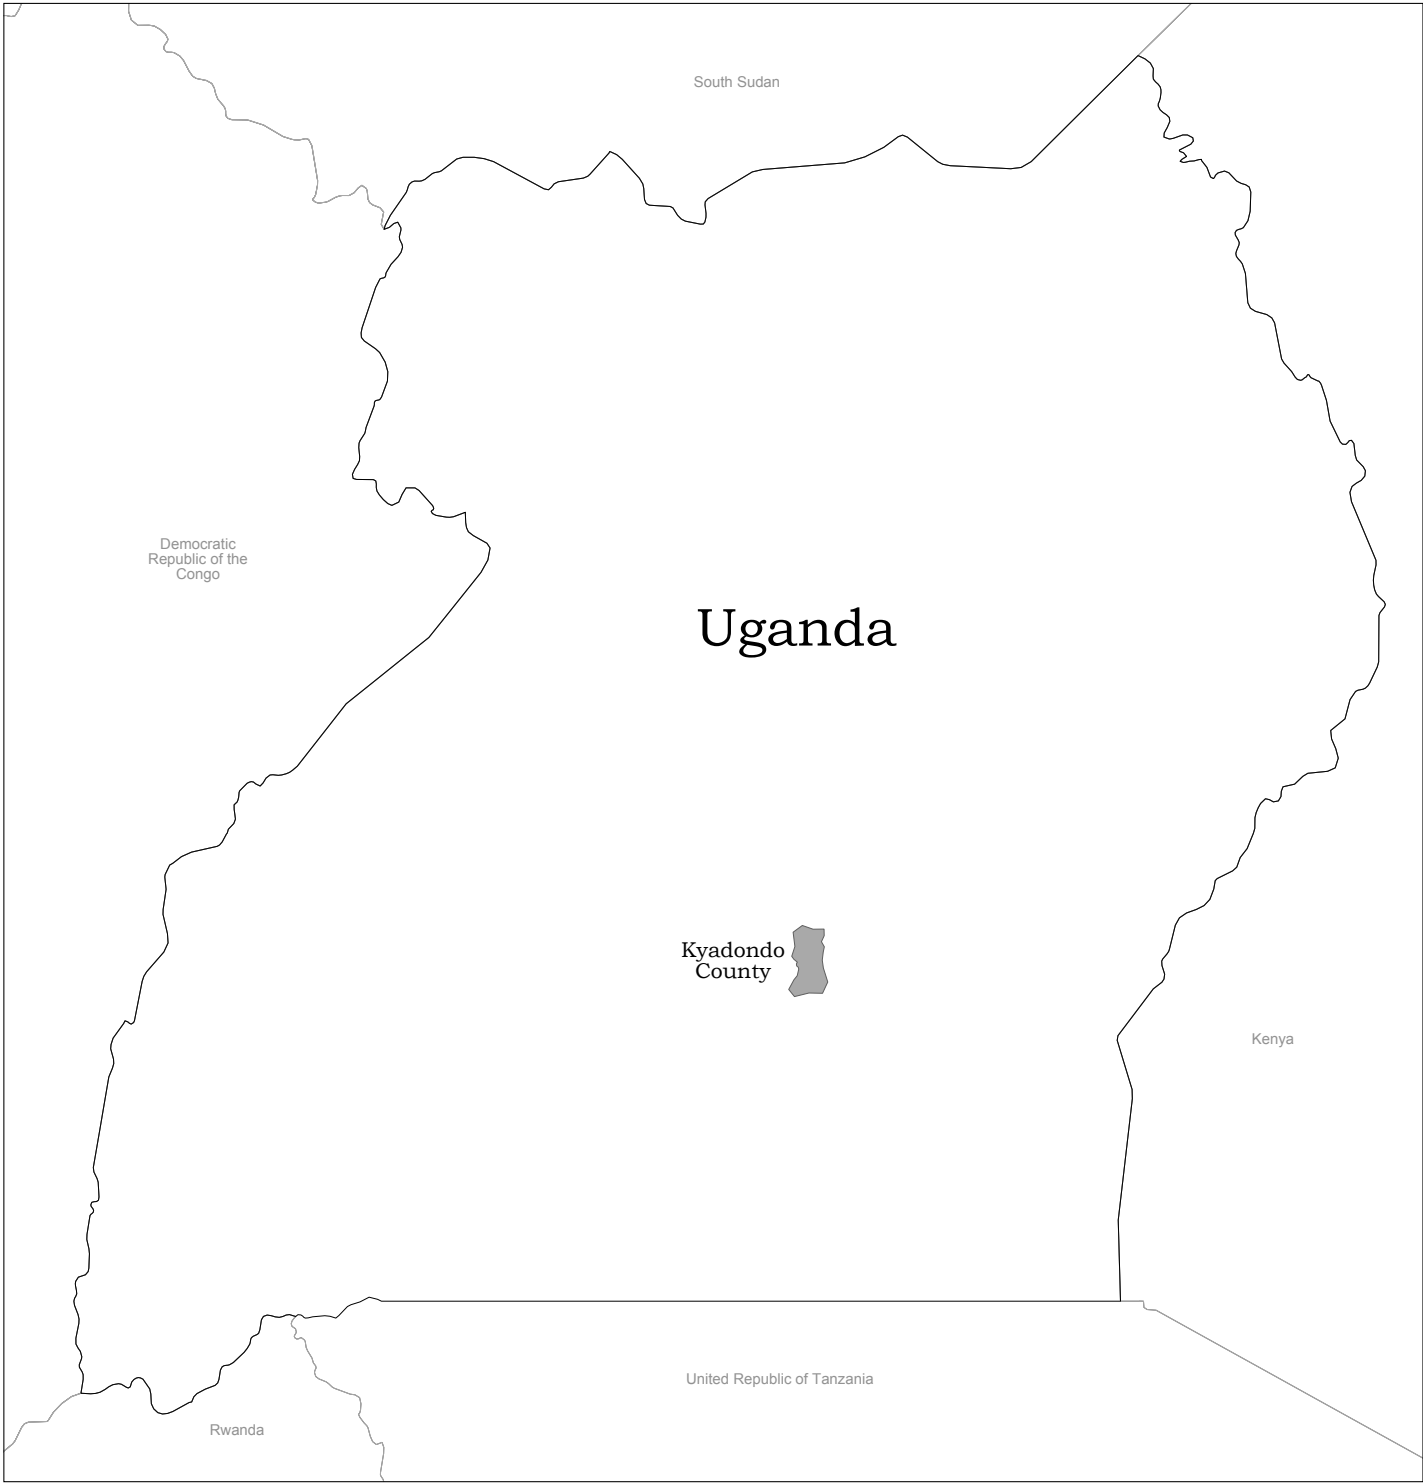 South Sudan
Democratic
Republic of the
Congo
Uganda
Kyadondo
County
Kenya
United Republic of Tanzania
Rwanda